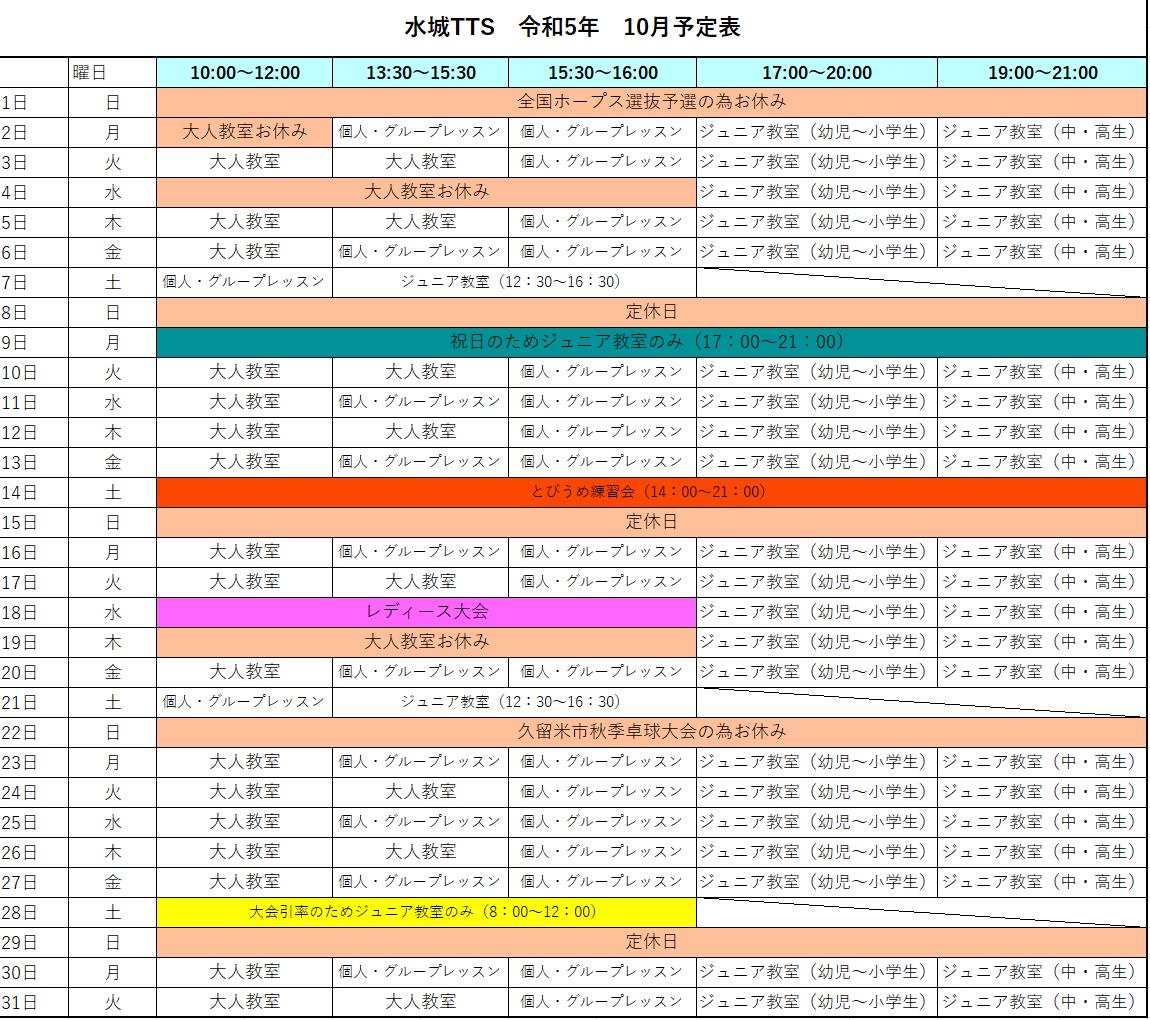 水城TTS　令和5年　10月予定表
曜日 10:00～12:00 13:30～15:30 15:30～16:00 17:00～20:00 19:00～21:00
1日 日 全国ホープス選抜予選の為お休み
2日 月 大人教室お休み 個人・グループレッスン 個人・グループレッスン ジュニア教室（幼児～小学生） ジュニア教室（中・高生）
3日 火 大人教室 大人教室 個人・グループレッスン ジュニア教室（幼児～小学生） ジュニア教室（中・高生）
4日 水 大人教室お休み ジュニア教室（幼児～小学生） ジュニア教室（中・高生）
5日 木 大人教室 大人教室 個人・グループレッスン ジュニア教室（幼児～小学生） ジュニア教室（中・高生）
6日 金 大人教室 個人・グループレッスン 個人・グループレッスン ジュニア教室（幼児～小学生） ジュニア教室（中・高生）
7日 土 個人・グループレッスン ジュニア教室（12：30～16：30）
8日 日 定休日
9日 月 祝日のためジュニア教室のみ（17：00～21：00）
10日 火 大人教室 大人教室 個人・グループレッスン ジュニア教室（幼児～小学生） ジュニア教室（中・高生）
11日 水 大人教室 個人・グループレッスン 個人・グループレッスン ジュニア教室（幼児～小学生） ジュニア教室（中・高生）
12日 木 大人教室 大人教室 個人・グループレッスン ジュニア教室（幼児～小学生） ジュニア教室（中・高生）
13日 金 大人教室 個人・グループレッスン 個人・グループレッスン ジュニア教室（幼児～小学生） ジュニア教室（中・高生）
14日 土 とびうめ練習会（14：00～21：00）
15日 日 定休日
16日 月 大人教室 個人・グループレッスン 個人・グループレッスン ジュニア教室（幼児～小学生） ジュニア教室（中・高生）
17日 火 大人教室 大人教室 個人・グループレッスン ジュニア教室（幼児～小学生） ジュニア教室（中・高生）
18日 水 レディース大会 ジュニア教室（幼児～小学生） ジュニア教室（中・高生）
19日 木 大人教室お休み ジュニア教室（幼児～小学生） ジュニア教室（中・高生）
20日 金 大人教室 個人・グループレッスン 個人・グループレッスン ジュニア教室（幼児～小学生） ジュニア教室（中・高生）
21日 土 個人・グループレッスン ジュニア教室（12：30～16：30）
22日 日 久留米市秋季卓球大会の為お休み
23日 月 大人教室 個人・グループレッスン 個人・グループレッスン ジュニア教室（幼児～小学生） ジュニア教室（中・高生）
24日 火 大人教室 大人教室 個人・グループレッスン ジュニア教室（幼児～小学生） ジュニア教室（中・高生）
25日 水 大人教室 個人・グループレッスン 個人・グループレッスン ジュニア教室（幼児～小学生） ジュニア教室（中・高生）
26日 木 大人教室 大人教室 個人・グループレッスン ジュニア教室（幼児～小学生） ジュニア教室（中・高生）
27日 金 大人教室 個人・グループレッスン 個人・グループレッスン ジュニア教室（幼児～小学生） ジュニア教室（中・高生）
28日 土 大会引率のためジュニア教室のみ（8：00～12：00）
29日 日 定休日
30日 月 大人教室 個人・グループレッスン 個人・グループレッスン ジュニア教室（幼児～小学生） ジュニア教室（中・高生）
31日 火 大人教室 大人教室 個人・グループレッスン ジュニア教室（幼児～小学生） ジュニア教室（中・高生）